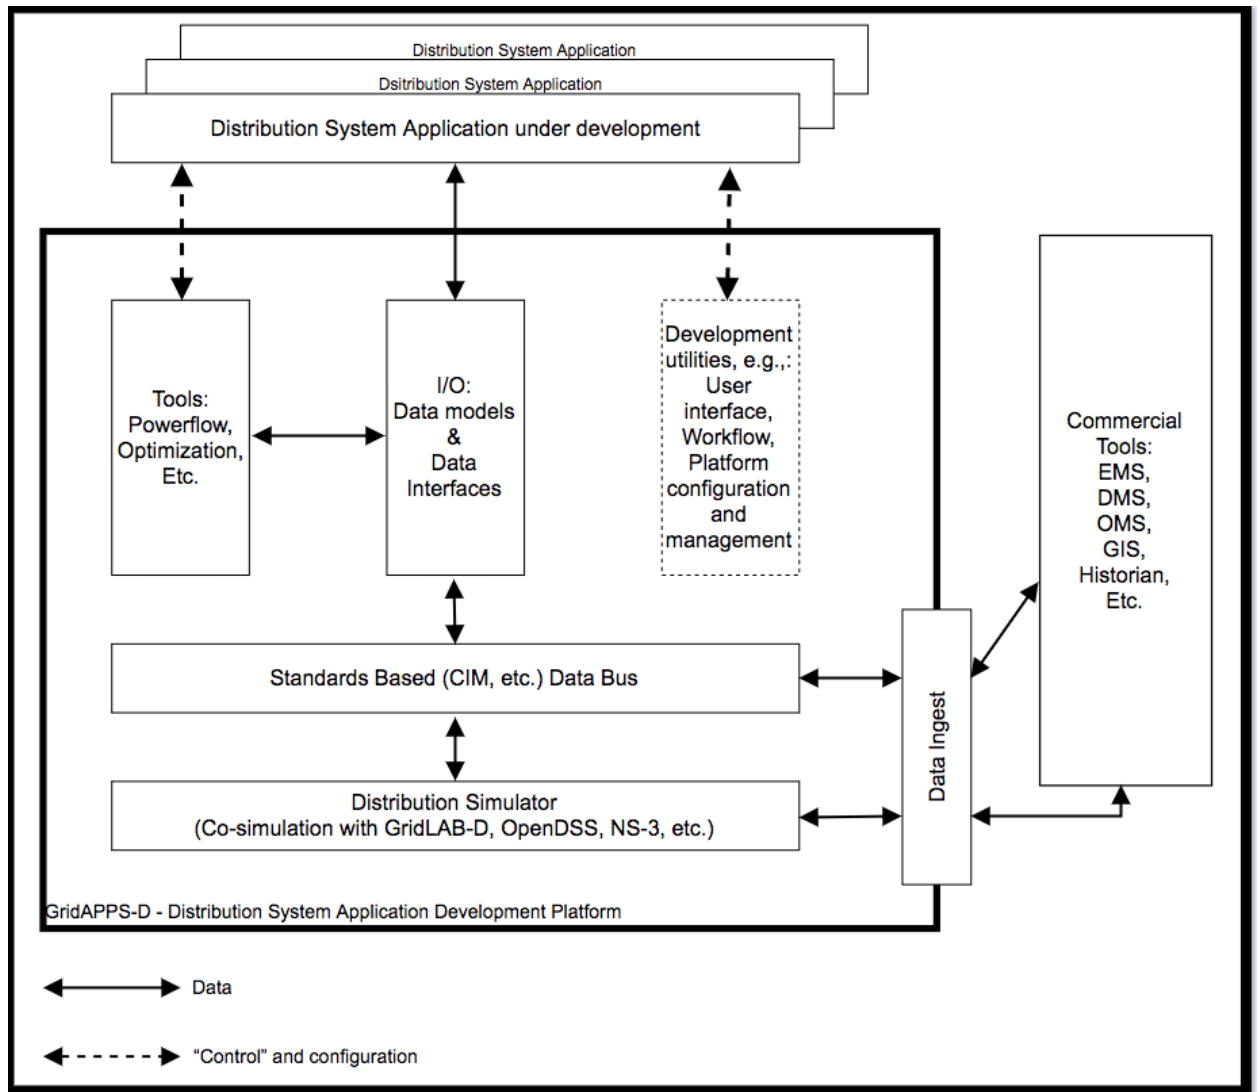 Distribution System Application
Dsitribution System Application
Distribution System Application under development
Tools:
Powerflow,
Optimization,
Etc.
I/O:
Data models
&
Data
Interfaces
Development
utilities, e.g.,:
User
interface,
Workflow,
Platform
configuration
and
management
Commercial
Tools:
EMS,
DMS,
OMS,
GIS,
Historian,
Etc.
Standards Based (CIM, etc.) Data Bus
Data Ingest
Distribution Simulator
(Co-simulation with GridLAB-D, OpenDSS, NS-3, etc.)
GridAPPS-D - Distribution System Application Development Platform
Data
“Control” and configuration